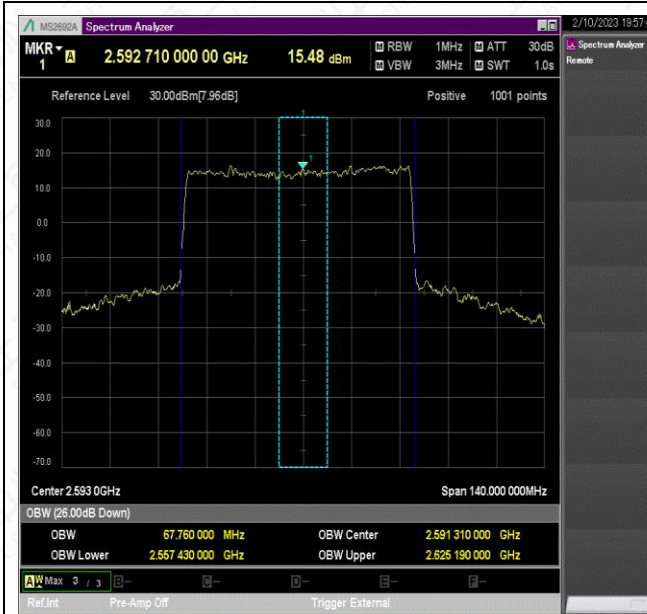 MS2692A Spectrum Analyzer
2/10/2023 19:57:
MKR 1 A 2.592 710 000 00 GHz 15.48 dBm
M RBW 1MHz M ATT 30dB
M VBW 3MHz M SWT 1.0s
Spectrum Analyzer
Remote
Reference Level 30.00dBm[7.96dB] Positive 1001 points
30.0
20.0
1
10.0
0.0
-10.0
-20.0
-30.0
-40.0
-50.0
-60.0
-70.0
Center 2.593 0GHz Span 140.000 000MHz
OBW (26.00dB Down)
OBW 67.760 000 MHz OBW Center 2.591 310 000 GHz
OBW Lower 2.557 430 000 GHz OBW Upper 2.625 190 000 GHz
A W Max 3 / 3 B- C- D- E- F-
Ref.Int Pre-Amp Off Trigger External